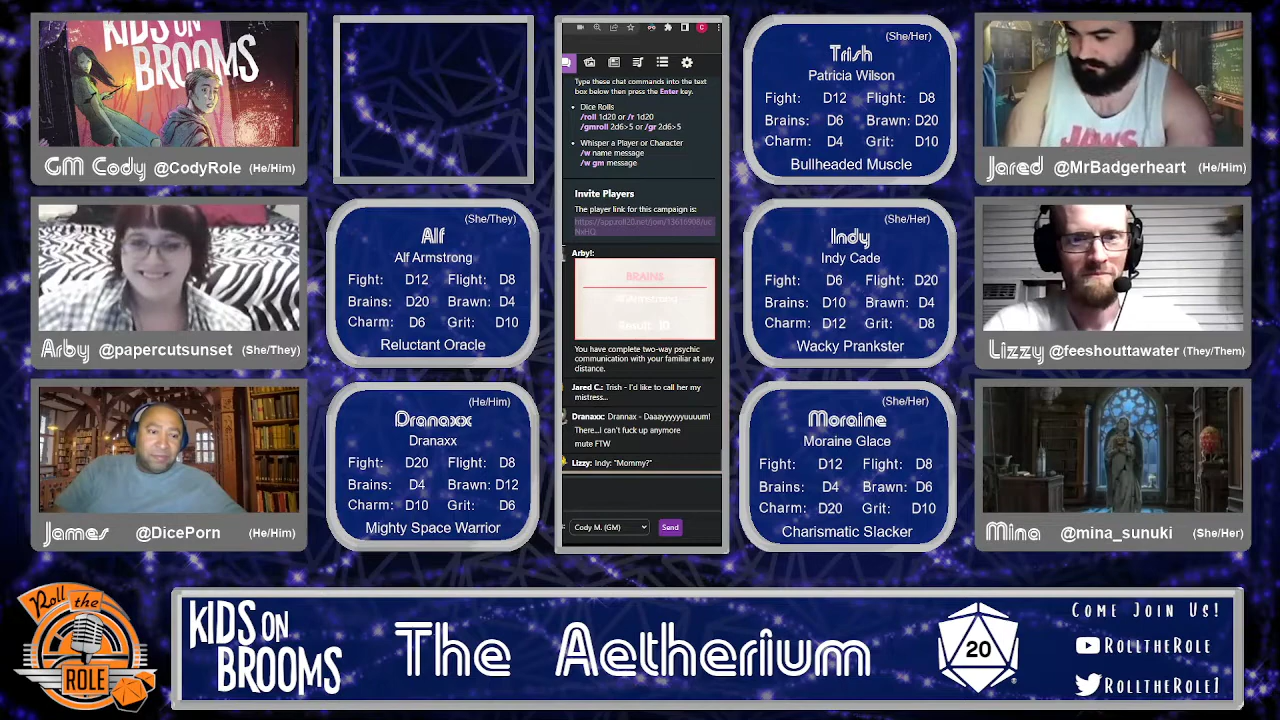 KIDS ON
BROOMS
GM Cody @CodyRole (He/Him)
Arby @papercutsunset (She/They)
James @DicePorn (He/Him)
(She/They)
Alf
Alf Armstrong
Fight: D12 Flight: D8
Brains: D20 Brawn: D4
Charm: D6 Grit: D10
Reluctant Oracle
(He/Him)
Dranaxx
Dranaxx
Fight: D20 Flight: D8
Brains: D4 Brawn: D12
Charm: D10 Grit: D6
Mighty Space Warrior
Type these chat commands into the text
box below then press the Enter key.
Dice Rolls
/roll 1d20 or /r 1d20
/gmroll 2d6>5 or /gr 2d6>5
Whisper a Player or Character
/w name message
/w gm message
Invite Players
The player link for this campaign is:
Arby!:
BRAINS
Result: 10
You have complete two-way psychic
communication with your familiar at any
distance.
Jared C.: Trish - I'd like to call her my
mistress...
Dranaxx: Drannax - Daaayyyyyyuuuum!
There...I can't fuck up anymore
mute FTW
Lizzy: Indy: "Mommy?"
Cody M. (GM) Send
(She/Her)
Trish
Patricia Wilson
Fight: D12 Flight: D8
Brains: D6 Brawn: D20
Charm: D4 Grit: D10
Bullheaded Muscle
(She/Her)
Indy
Indy Cade
Fight: D6 Flight: D20
Brains: D10 Brawn: D4
Charm: D12 Grit: D8
Wacky Prankster
(She/Her)
Moraine
Moraine Glace
Fight: D12 Flight: D8
Brains: D4 Brawn: D6
Charm: D20 Grit: D10
Charismatic Slacker
JAWS
Jared @MrBadgerheart (He/Him)
Lizzy @feeshouttawater (They/Them)
Mina @mina_sunuki (She/Her)
Roll the
ROLE
KIDS ON
BROOMS
The Aetherium
20
Come Join Us!
RolltheRole
RolltheRole1